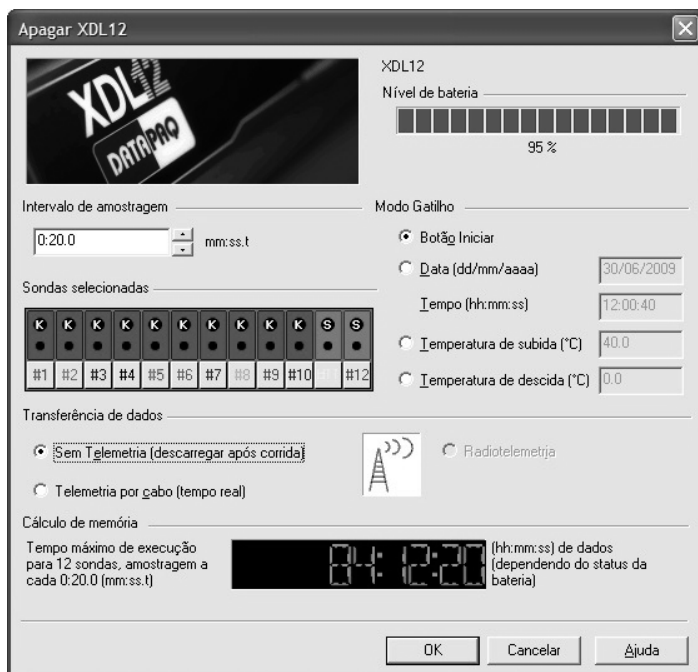 Apagar XDL12
XDL12
DATAPAQ
XDL12
Nível de bateria
95 %
Intervalo de amostragem
0:20.0 mm:ss.t
Sondas selecionadas
K K K K K K K K K K S S
#1 #2 #3 #4 #5 #6 #7 #8 #9 #10 #12
Modo Gatilho
Botão Iniciar
Data (dd/mm/aaaa) 30/06/2009
Tempo (hh:mm:ss) 12:00:40
Temperatura de subida (°C) 40.0
Temperatura de descida (°C) 0.0
Transferência de dados
Sem Telemetria (descarregar após corrida)
Telemetria por cabo (tempo real)
Radiotelemetria
Cálculo de memória
Tempo máximo de execução
para 12 sondas, amostragem a
cada 0:20.0 (mm:ss.t)
84:12:20
(hh:mm:ss) de dados
(dependendo do status da
bateria)
OK Cancelar Ajuda